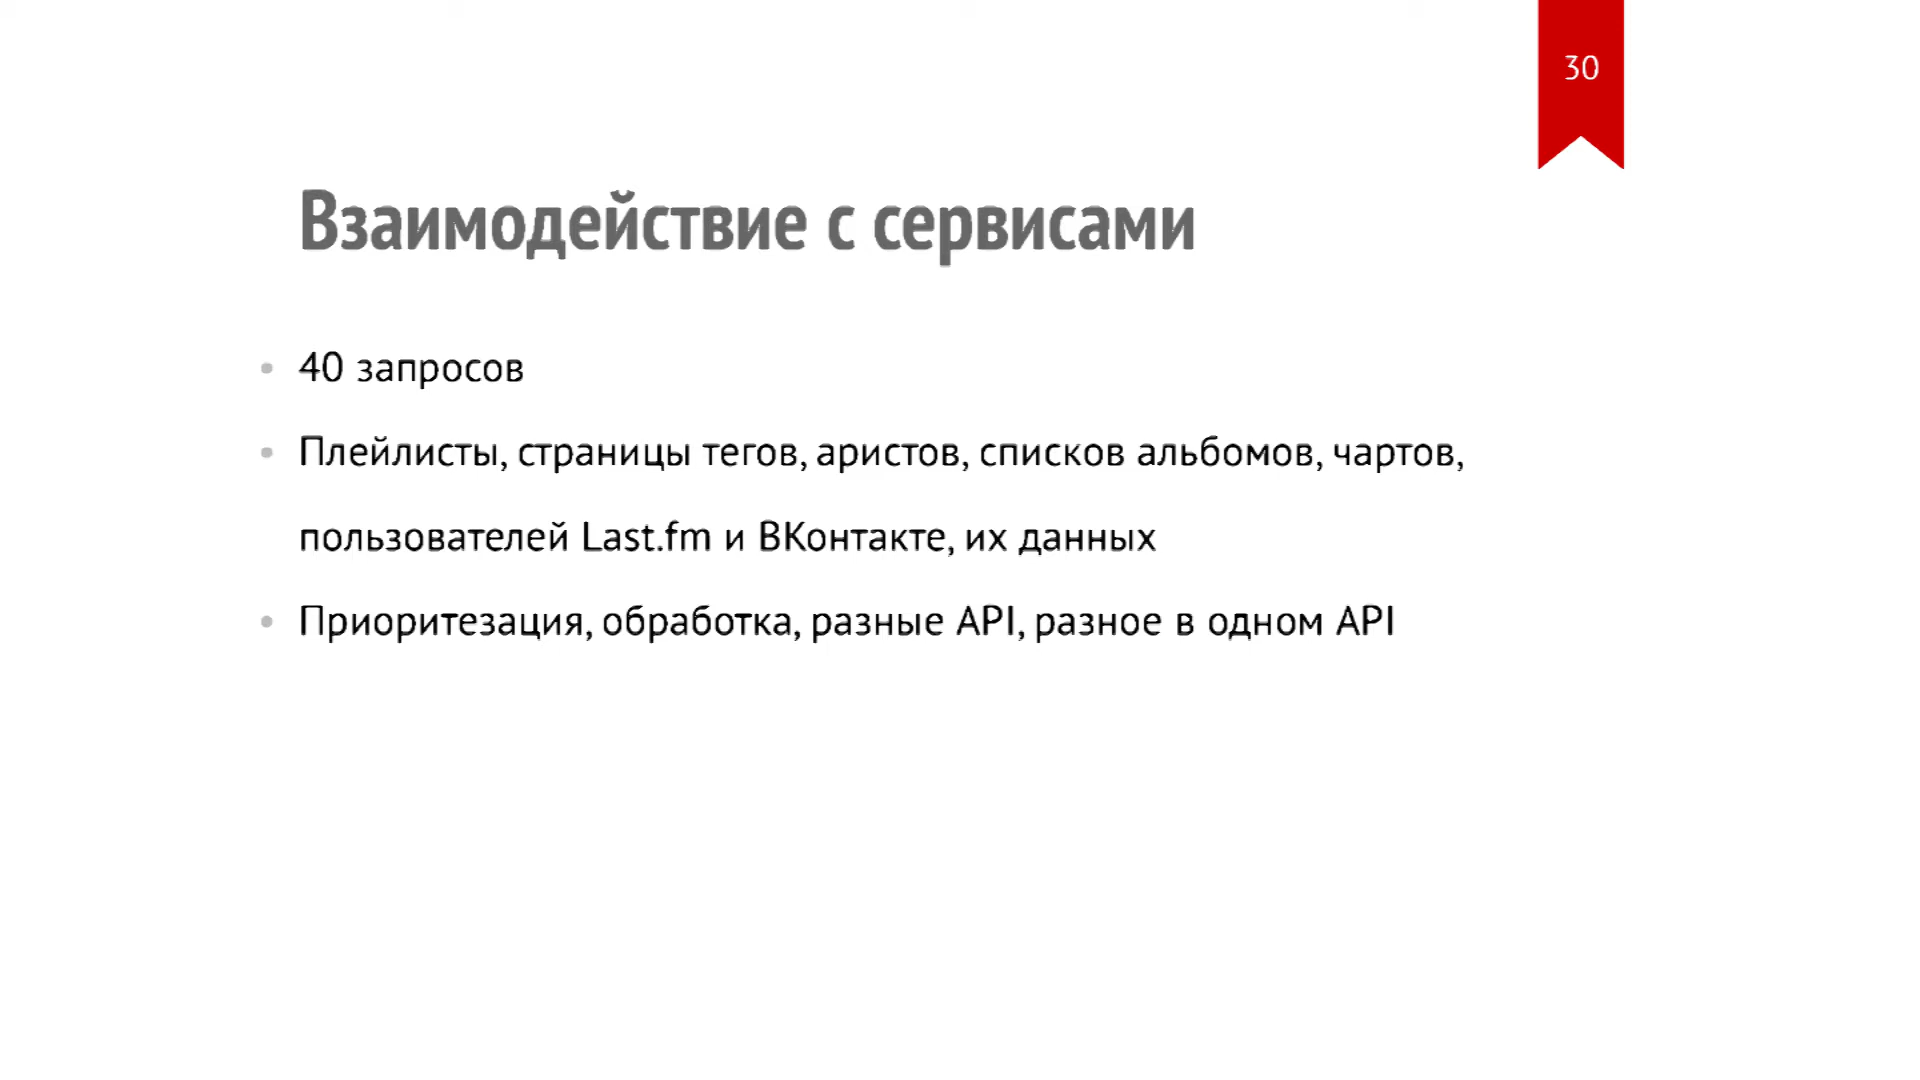 30
Взаимодействие с сервисами
• 40 запросов
• Плейлисты, страницы тегов, аристов, списков альбомов, чартов,
пользователей Last.fm и ВКонтакте, их данных
• Приоритезация, обработка, разные API, разное в одном API